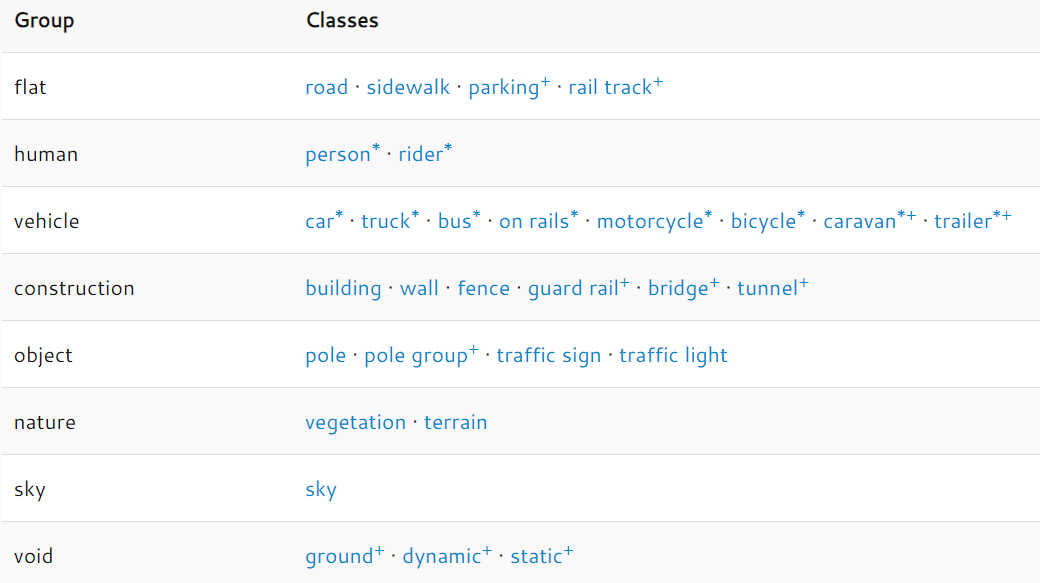 Group Classes
flat road · sidewalk · parking+ · rail track+
human person* · rider*
vehicle car* · truck* · bus* · on rails* · motorcycle* · bicycle* · caravan*+ · trailer*+
construction building · wall · fence · guard rail+ · bridge+ · tunnel+
object pole · pole group+ · traffic sign · traffic light
nature vegetation · terrain
sky sky
void ground+ · dynamic+ · static+